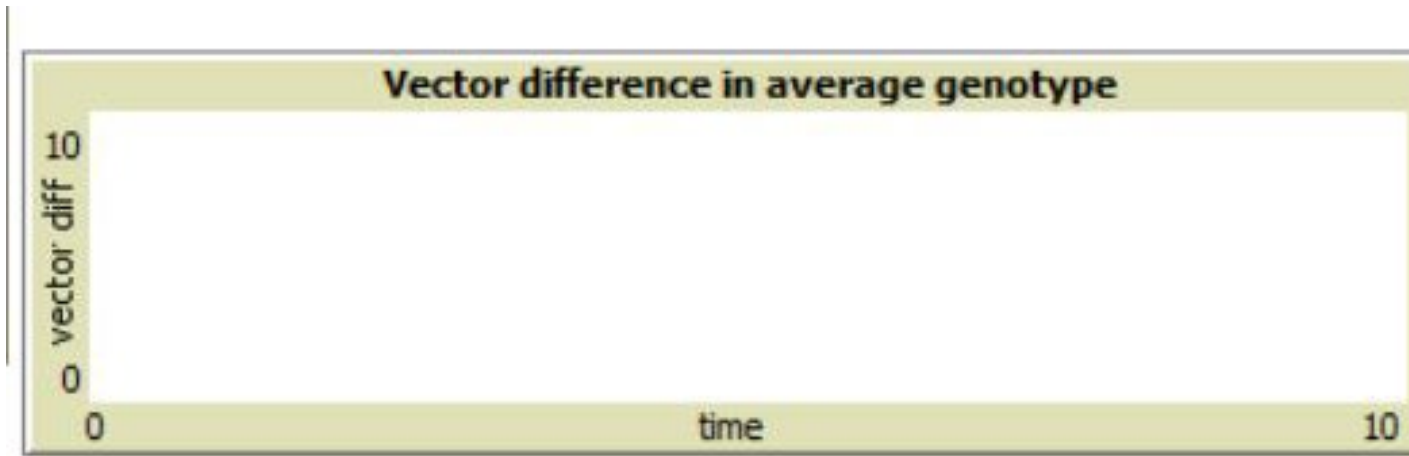 Vector difference in average genotype
10
vector diff
0
0 time 10